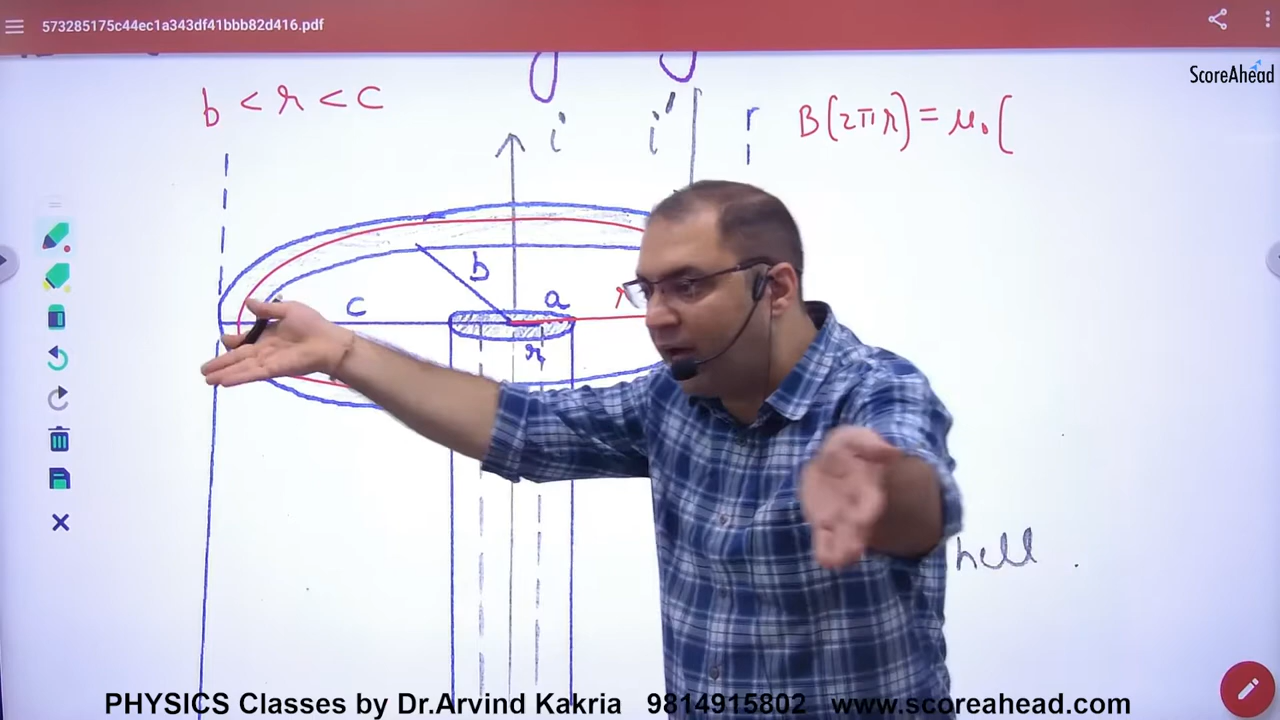 573285175c44ec1a343df41bbb82d416.pdf
ScoreAhead
b < r < c
i
i'
r
B(2πr) = μ₀(
b
a
c
r
r
hell.
PHYSICS Classes by Dr.Arvind Kakria 9814915802 www.scoreahead.com